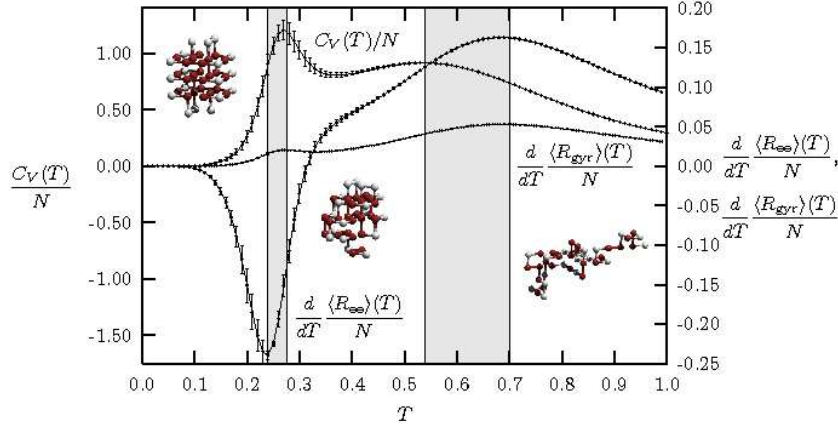 0.20
1.00
C_V(T)/N
0.15
0.10
0.50
0.05
C_V(T)
N
0.00
d/dT ⟨R_gyr⟩(T)/N
0.00
d/dT ⟨R_ee⟩(T)/N,
-0.50
-0.05
d/dT ⟨R_gyr⟩(T)/N
-0.10
-1.00
-0.15
d/dT ⟨R_ee⟩(T)/N
-1.50
-0.20
-0.25
0.0 0.1 0.2 0.3 0.4 0.5 0.6 0.7 0.8 0.9 1.0
T